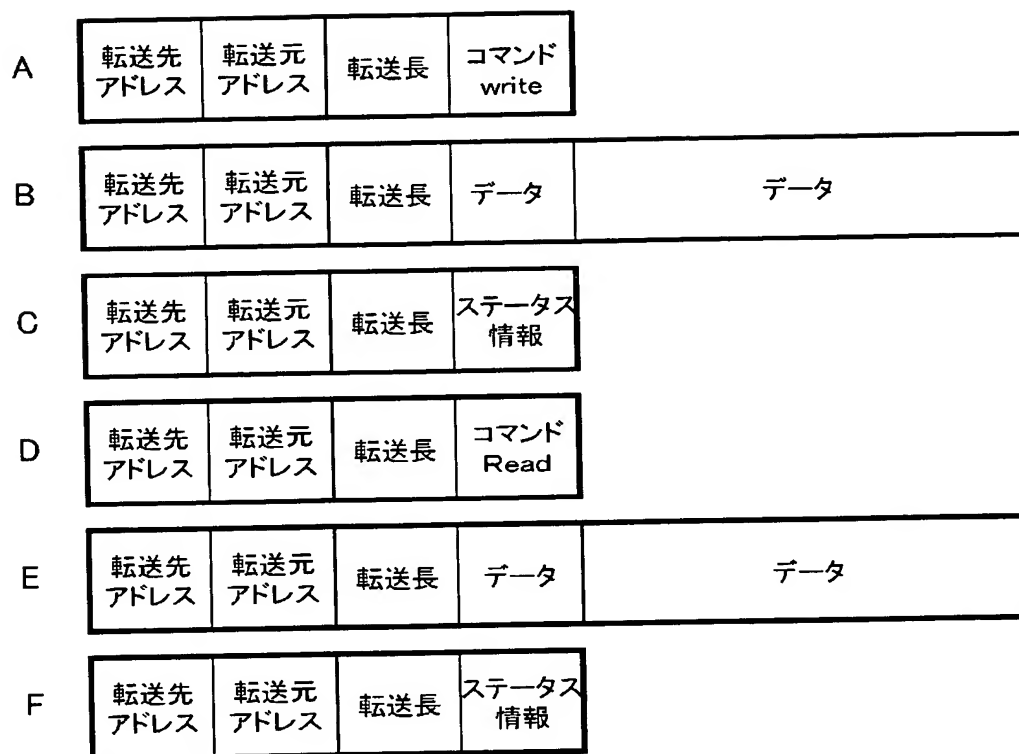 A
転送先
アドレス
転送元
アドレス
転送長
コマンド
write
B
転送先
アドレス
転送元
アドレス
転送長
データ
データ
C
転送先
アドレス
転送元
アドレス
転送長
ステータス
情報
D
転送先
アドレス
転送元
アドレス
転送長
コマンド
Read
E
転送先
アドレス
転送元
アドレス
転送長
データ
データ
F
転送先
アドレス
転送元
アドレス
転送長
ステータス
情報